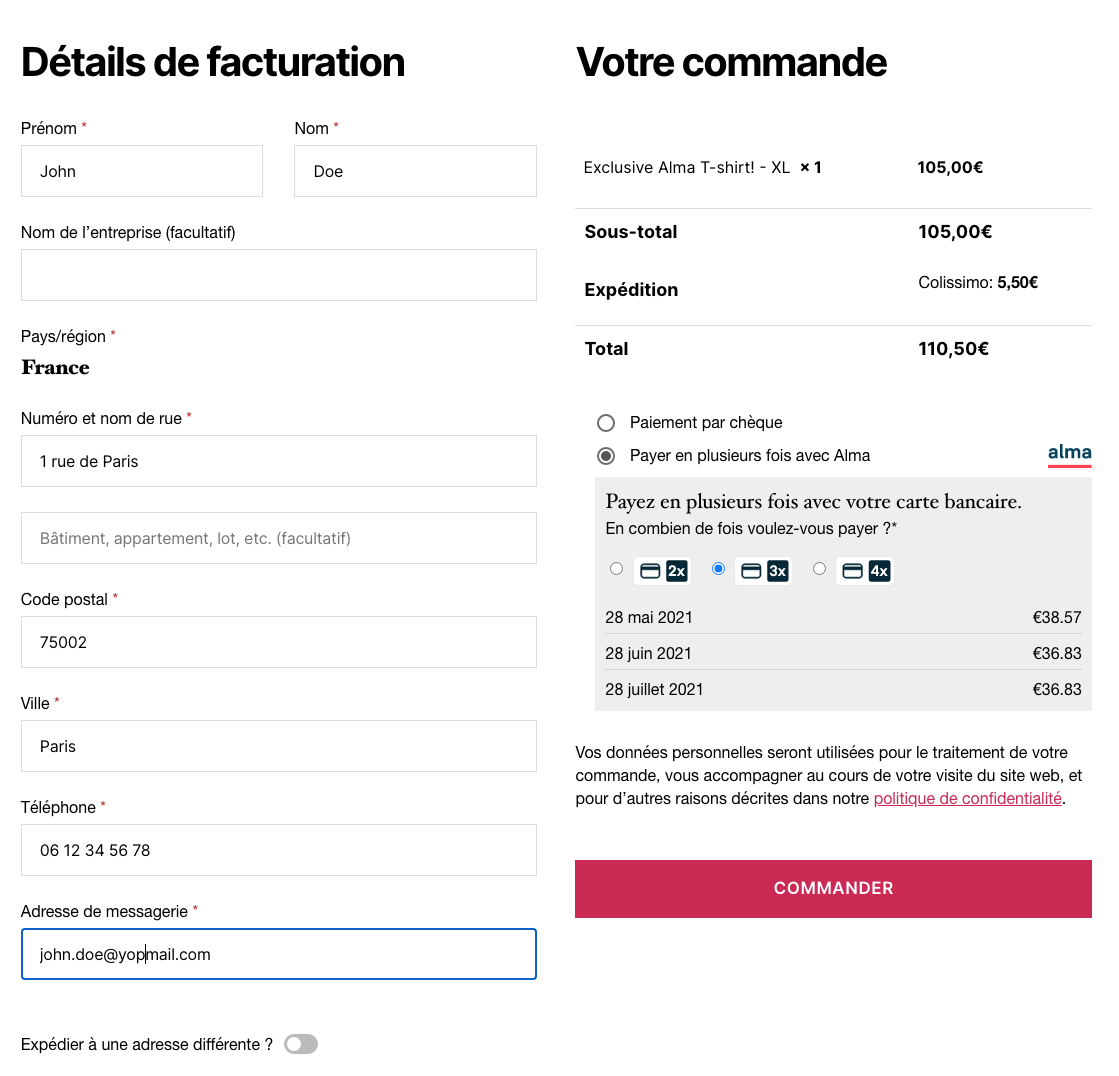 Détails de facturation
Prénom *
Nom *
John
Doe
Nom de l’entreprise (facultatif)
Pays/région *
France
Numéro et nom de rue *
1 rue de Paris
Bâtiment, appartement, lot, etc. (facultatif)
Code postal *
75002
Ville *
Paris
Téléphone *
06 12 34 56 78
Adresse de messagerie *
john.doe@yopmail.com
Expédier à une adresse différente ?
Votre commande
Exclusive Alma T-shirt! - XL × 1 105,00€
Sous-total 105,00€
Expédition Colissimo: 5,50€
Total 110,50€
Paiement par chèque
Payer en plusieurs fois avec Alma alma
Payez en plusieurs fois avec votre carte bancaire.
En combien de fois voulez-vous payer ?*
2x 3x 4x
28 mai 2021 €38.57
28 juin 2021 €36.83
28 juillet 2021 €36.83
Vos données personnelles seront utilisées pour le traitement de votre
commande, vous accompagner au cours de votre visite du site web, et
pour d’autres raisons décrites dans notre politique de confidentialité.
COMMANDER